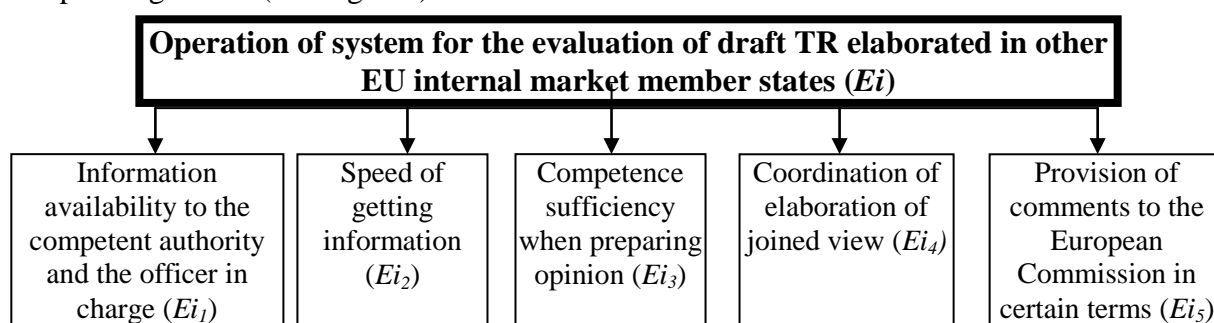 Operation of system for the evaluation of draft TR elaborated in other
EU internal market member states (Ei)
Information
availability to the
competent authority
and the officer in
charge (Ei₁)
Speed of
getting
information
(Ei₂)
Competence
sufficiency
when preparing
opinion (Ei₃)
Coordination of
elaboration of
joined view (Ei₄)
Provision of
comments to the
European
Commission in
certain terms (Ei₅)